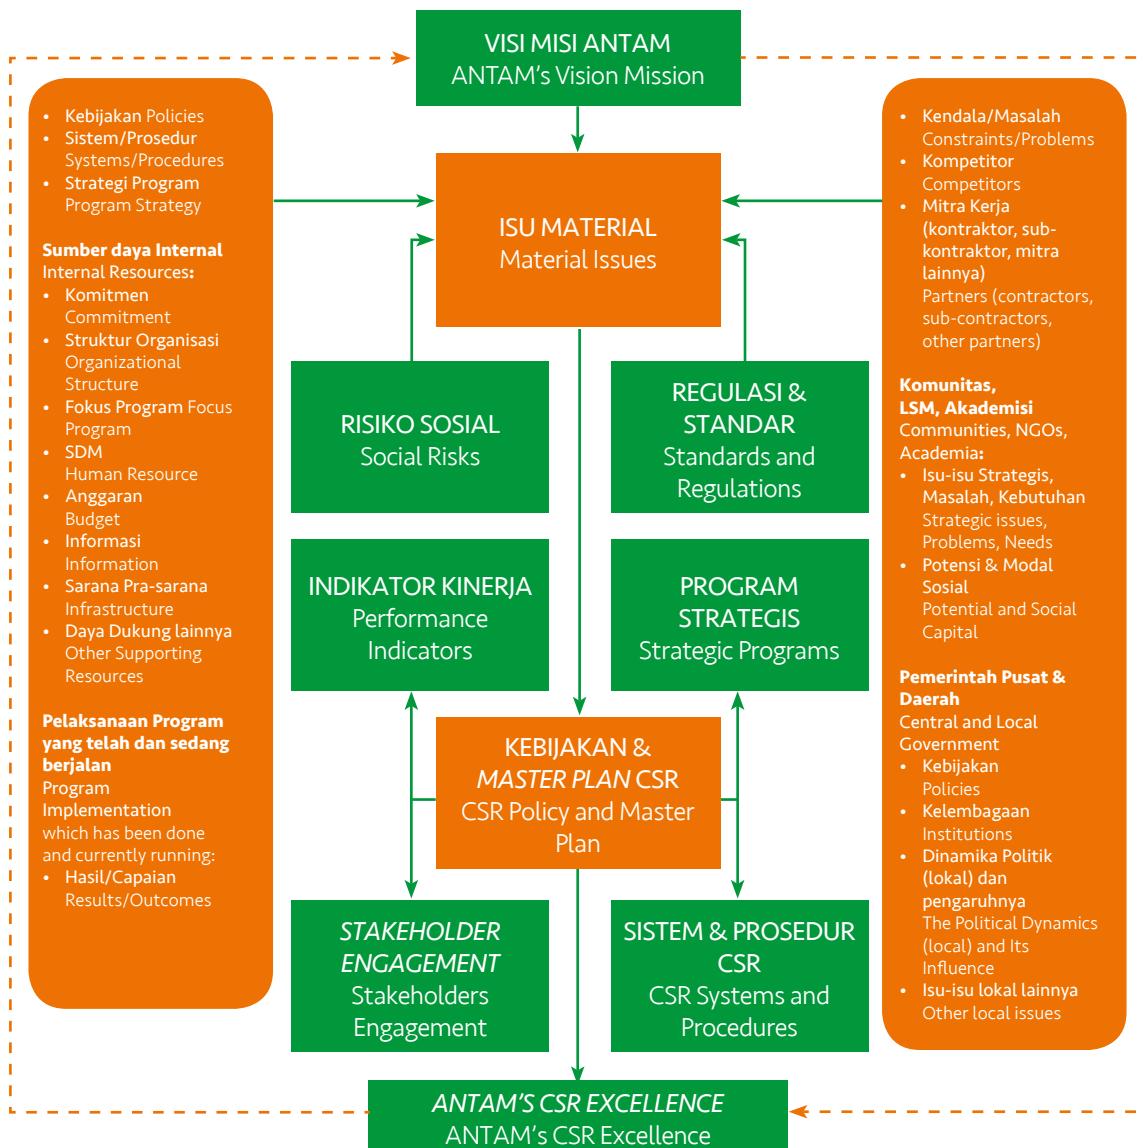 VISI MISI ANTAM
ANTAM's Vision Mission
• Kebijakan Policies
• Sistem/Prosedur
Systems/Procedures
• Strategi Program
Program Strategy
Sumber daya Internal
Internal Resources:
• Komitmen
Commitment
• Struktur Organisasi
Organizational
Structure
• Fokus Program Focus
Program
• SDM
Human Resource
• Anggaran
Budget
• Informasi
Information
• Sarana Pra-sarana
Infrastructure
• Daya Dukung lainnya
Other Supporting
Resources
Pelaksanaan Program
yang telah dan sedang
berjalan
Program
Implementation
which has been done
and currently running:
• Hasil/Capaian
Results/Outcomes
ISU MATERIAL
Material Issues
RISIKO SOSIAL
Social Risks
REGULASI &
STANDAR
Standards and
Regulations
INDIKATOR KINERJA
Performance
Indicators
PROGRAM
STRATEGIS
Strategic Programs
KEBIJAKAN &
MASTER PLAN CSR
CSR Policy and Master
Plan
STAKEHOLDER
ENGAGEMENT
Stakeholders
Engagement
SISTEM & PROSEDUR
CSR
CSR Systems and
Procedures
• Kendala/Masalah
Constraints/Problems
• Kompetitor
Competitors
• Mitra Kerja
(kontraktor, sub-
kontraktor, mitra
lainnya)
Partners (contractors,
sub-contractors,
other partners)
Komunitas,
LSM, Akademisi
Communities, NGOs,
Academia:
• Isu-isu Strategis,
Masalah, Kebutuhan
Strategic issues,
Problems, Needs
• Potensi & Modal
Sosial
Potential and Social
Capital
Pemerintah Pusat &
Daerah
Central and Local
Government
• Kebijakan
Policies
• Kelembagaan
Institutions
• Dinamika Politik
(lokal) dan
pengaruhnya
The Political Dynamics
(local) and Its
Influence
• Isu-isu lokal lainnya
Other local issues
ANTAM'S CSR EXCELLENCE
ANTAM's CSR Excellence